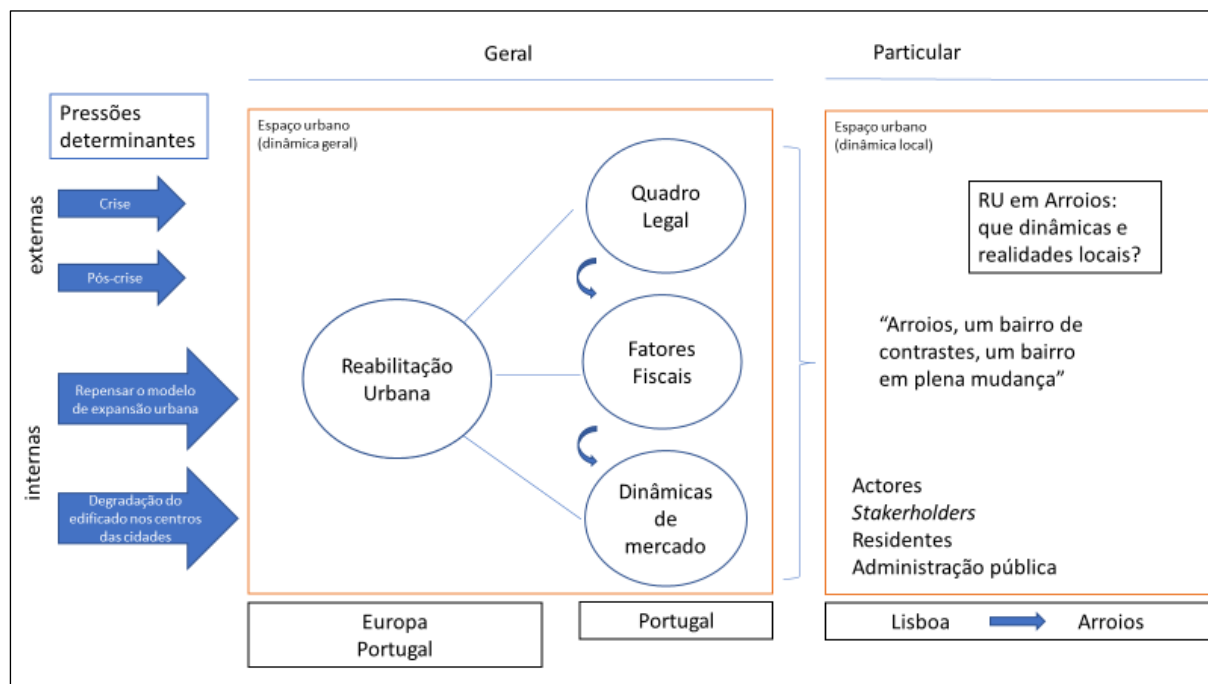 Geral
Particular
Pressões
determinantes
externas
Crise
Pós-crise
internas
Repensar o modelo
de expansão urbana
Degradação do
edificado nos centros
das cidades
Espaço urbano
(dinâmica geral)
Reabilitação
Urbana
Quadro
Legal
Fatores
Fiscais
Dinâmicas
de
mercado
Europa
Portugal
Portugal
Espaço urbano
(dinâmica local)
RU em Arroios:
que dinâmicas e
realidades locais?
“Arroios, um bairro de
contrastes, um bairro
em plena mudança”
Actores
Stakerholders
Residentes
Administração pública
Lisboa
Arroios